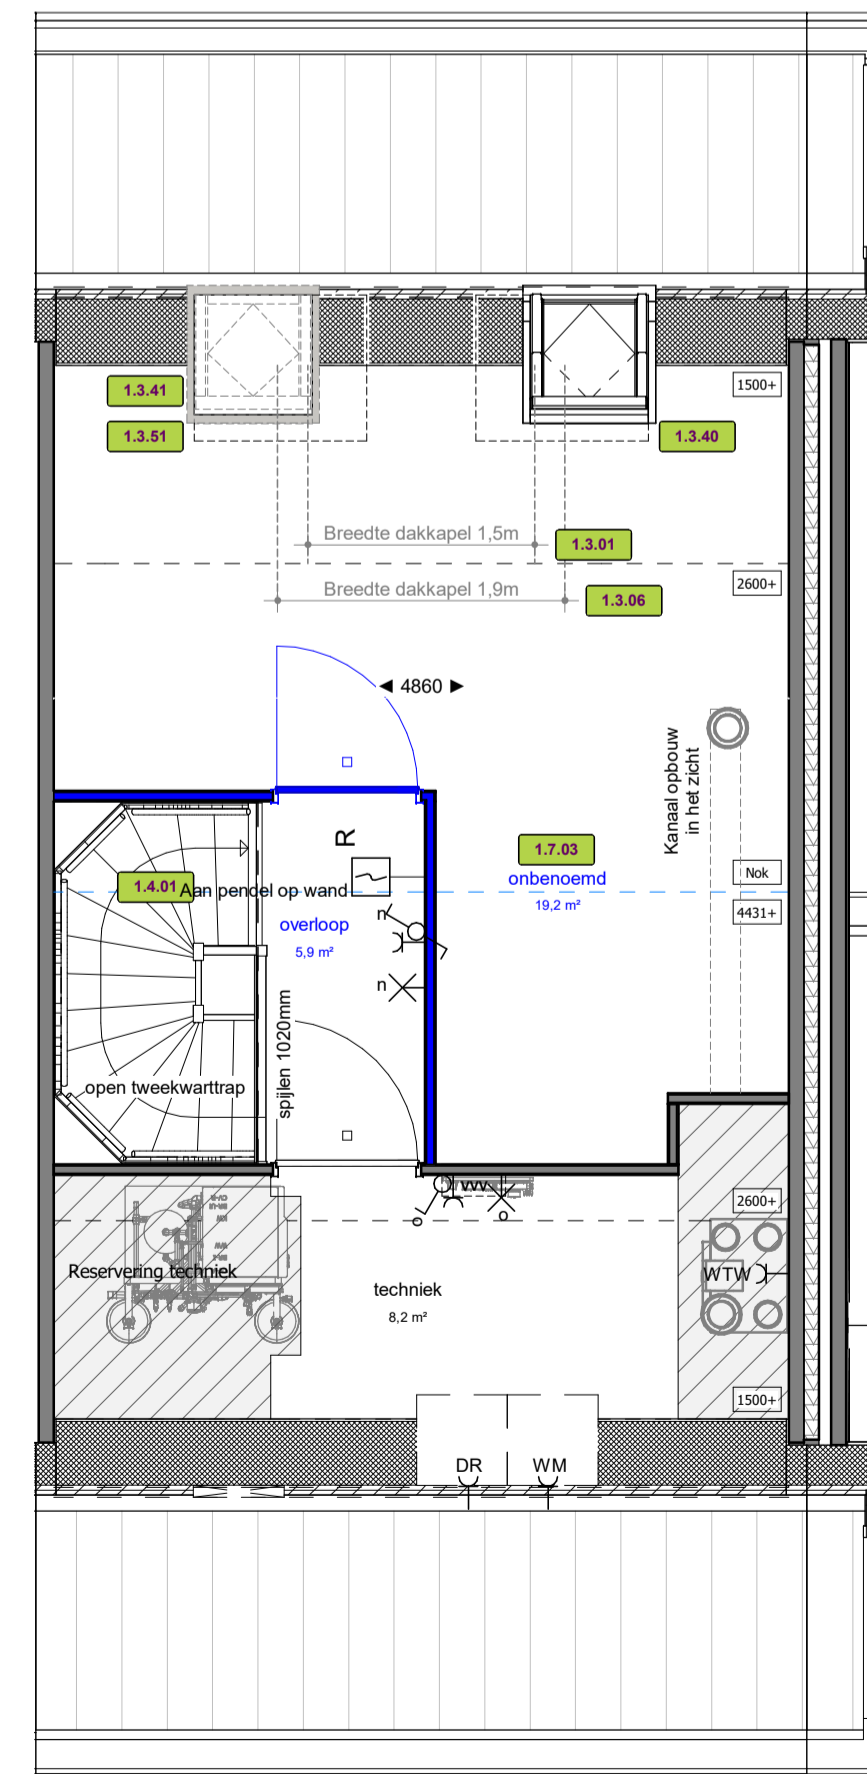 1.3.41
1500+
1.3.51
1.3.40
Breedte dakkapel 1,5m
1.3.01
2600+
Breedte dakkapel 1,9m
1.3.06
4860
Kanaal opbouw
in het zicht
R
1.7.03
onbenoemd
19,2 m²
Nok
1.4.01
Aan pendel op wand
4431+
overloop
5,9 m²
n
n
spijlen 1020mm
open tweekwarttrap
2600+
o
o
Reservering techniek
WTW
techniek
8,2 m²
1500+
DR
WM